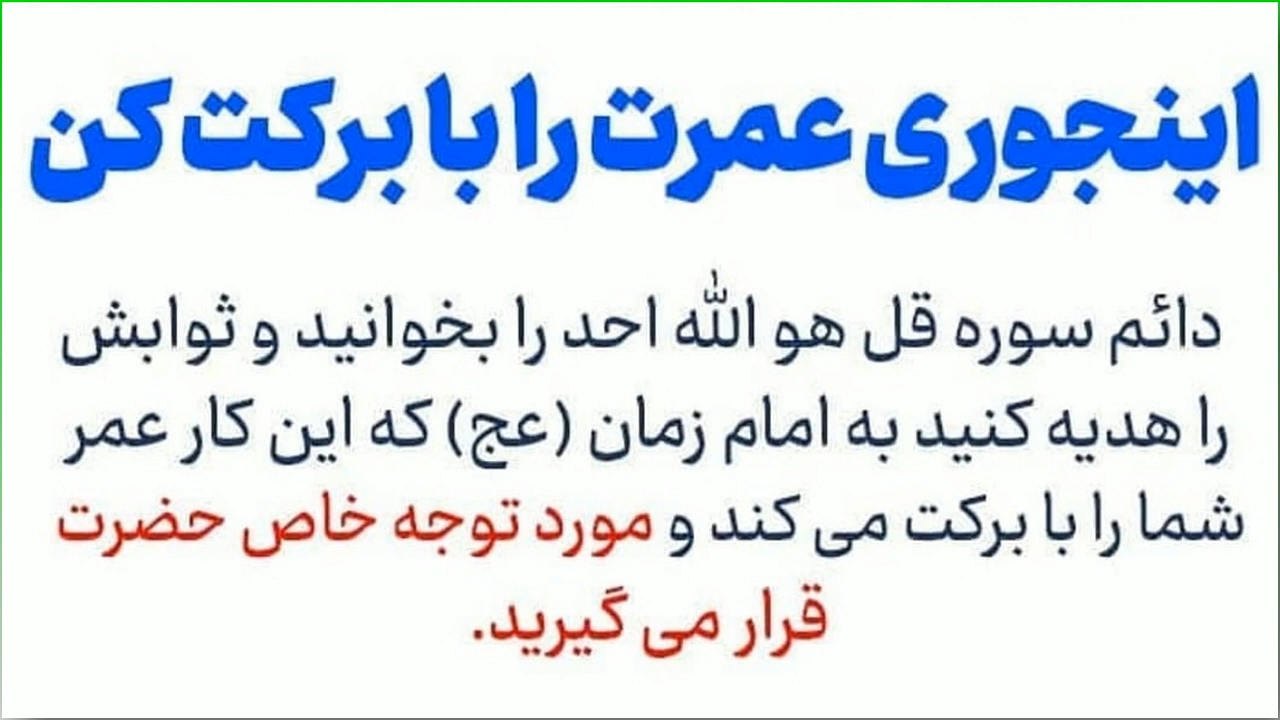 اینجوری عمرت را با برکت کن
دائم سوره قل هو الله احد را بخوانید و ثوابش
را هدیه کنید به امام زمان (عج) که این کار عمر
شما را با برکت می کند و مورد توجه خاص حضرت
قرار می گیرید.